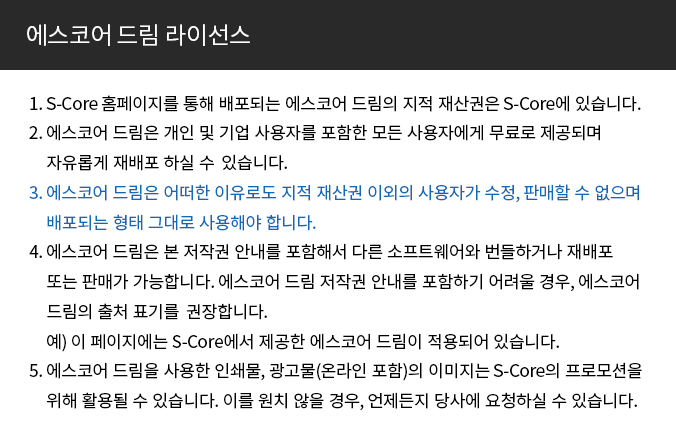 에스코어 드림 라이선스
1. S-Core 홈페이지를 통해 배포되는 에스코어 드림의 지적 재산권은 S-Core에 있습니다.
2. 에스코어 드림은 개인 및 기업 사용자를 포함한 모든 사용자에게 무료로 제공되며
자유롭게 재배포 하실 수 있습니다.
3. 에스코어 드림은 어떠한 이유로도 지적 재산권 이외의 사용자가 수정, 판매할 수 없으며
배포되는 형태 그대로 사용해야 합니다.
4. 에스코어 드림은 본 저작권 안내를 포함해서 다른 소프트웨어와 번들하거나 재배포
또는 판매가 가능합니다. 에스코어 드림 저작권 안내를 포함하기 어려울 경우, 에스코어
드림의 출처 표기를 권장합니다.
예) 이 페이지에는 S-Core에서 제공한 에스코어 드림이 적용되어 있습니다.
5. 에스코어 드림을 사용한 인쇄물, 광고물(온라인 포함)의 이미지는 S-Core의 프로모션을
위해 활용될 수 있습니다. 이를 원치 않을 경우, 언제든지 당사에 요청하실 수 있습니다.